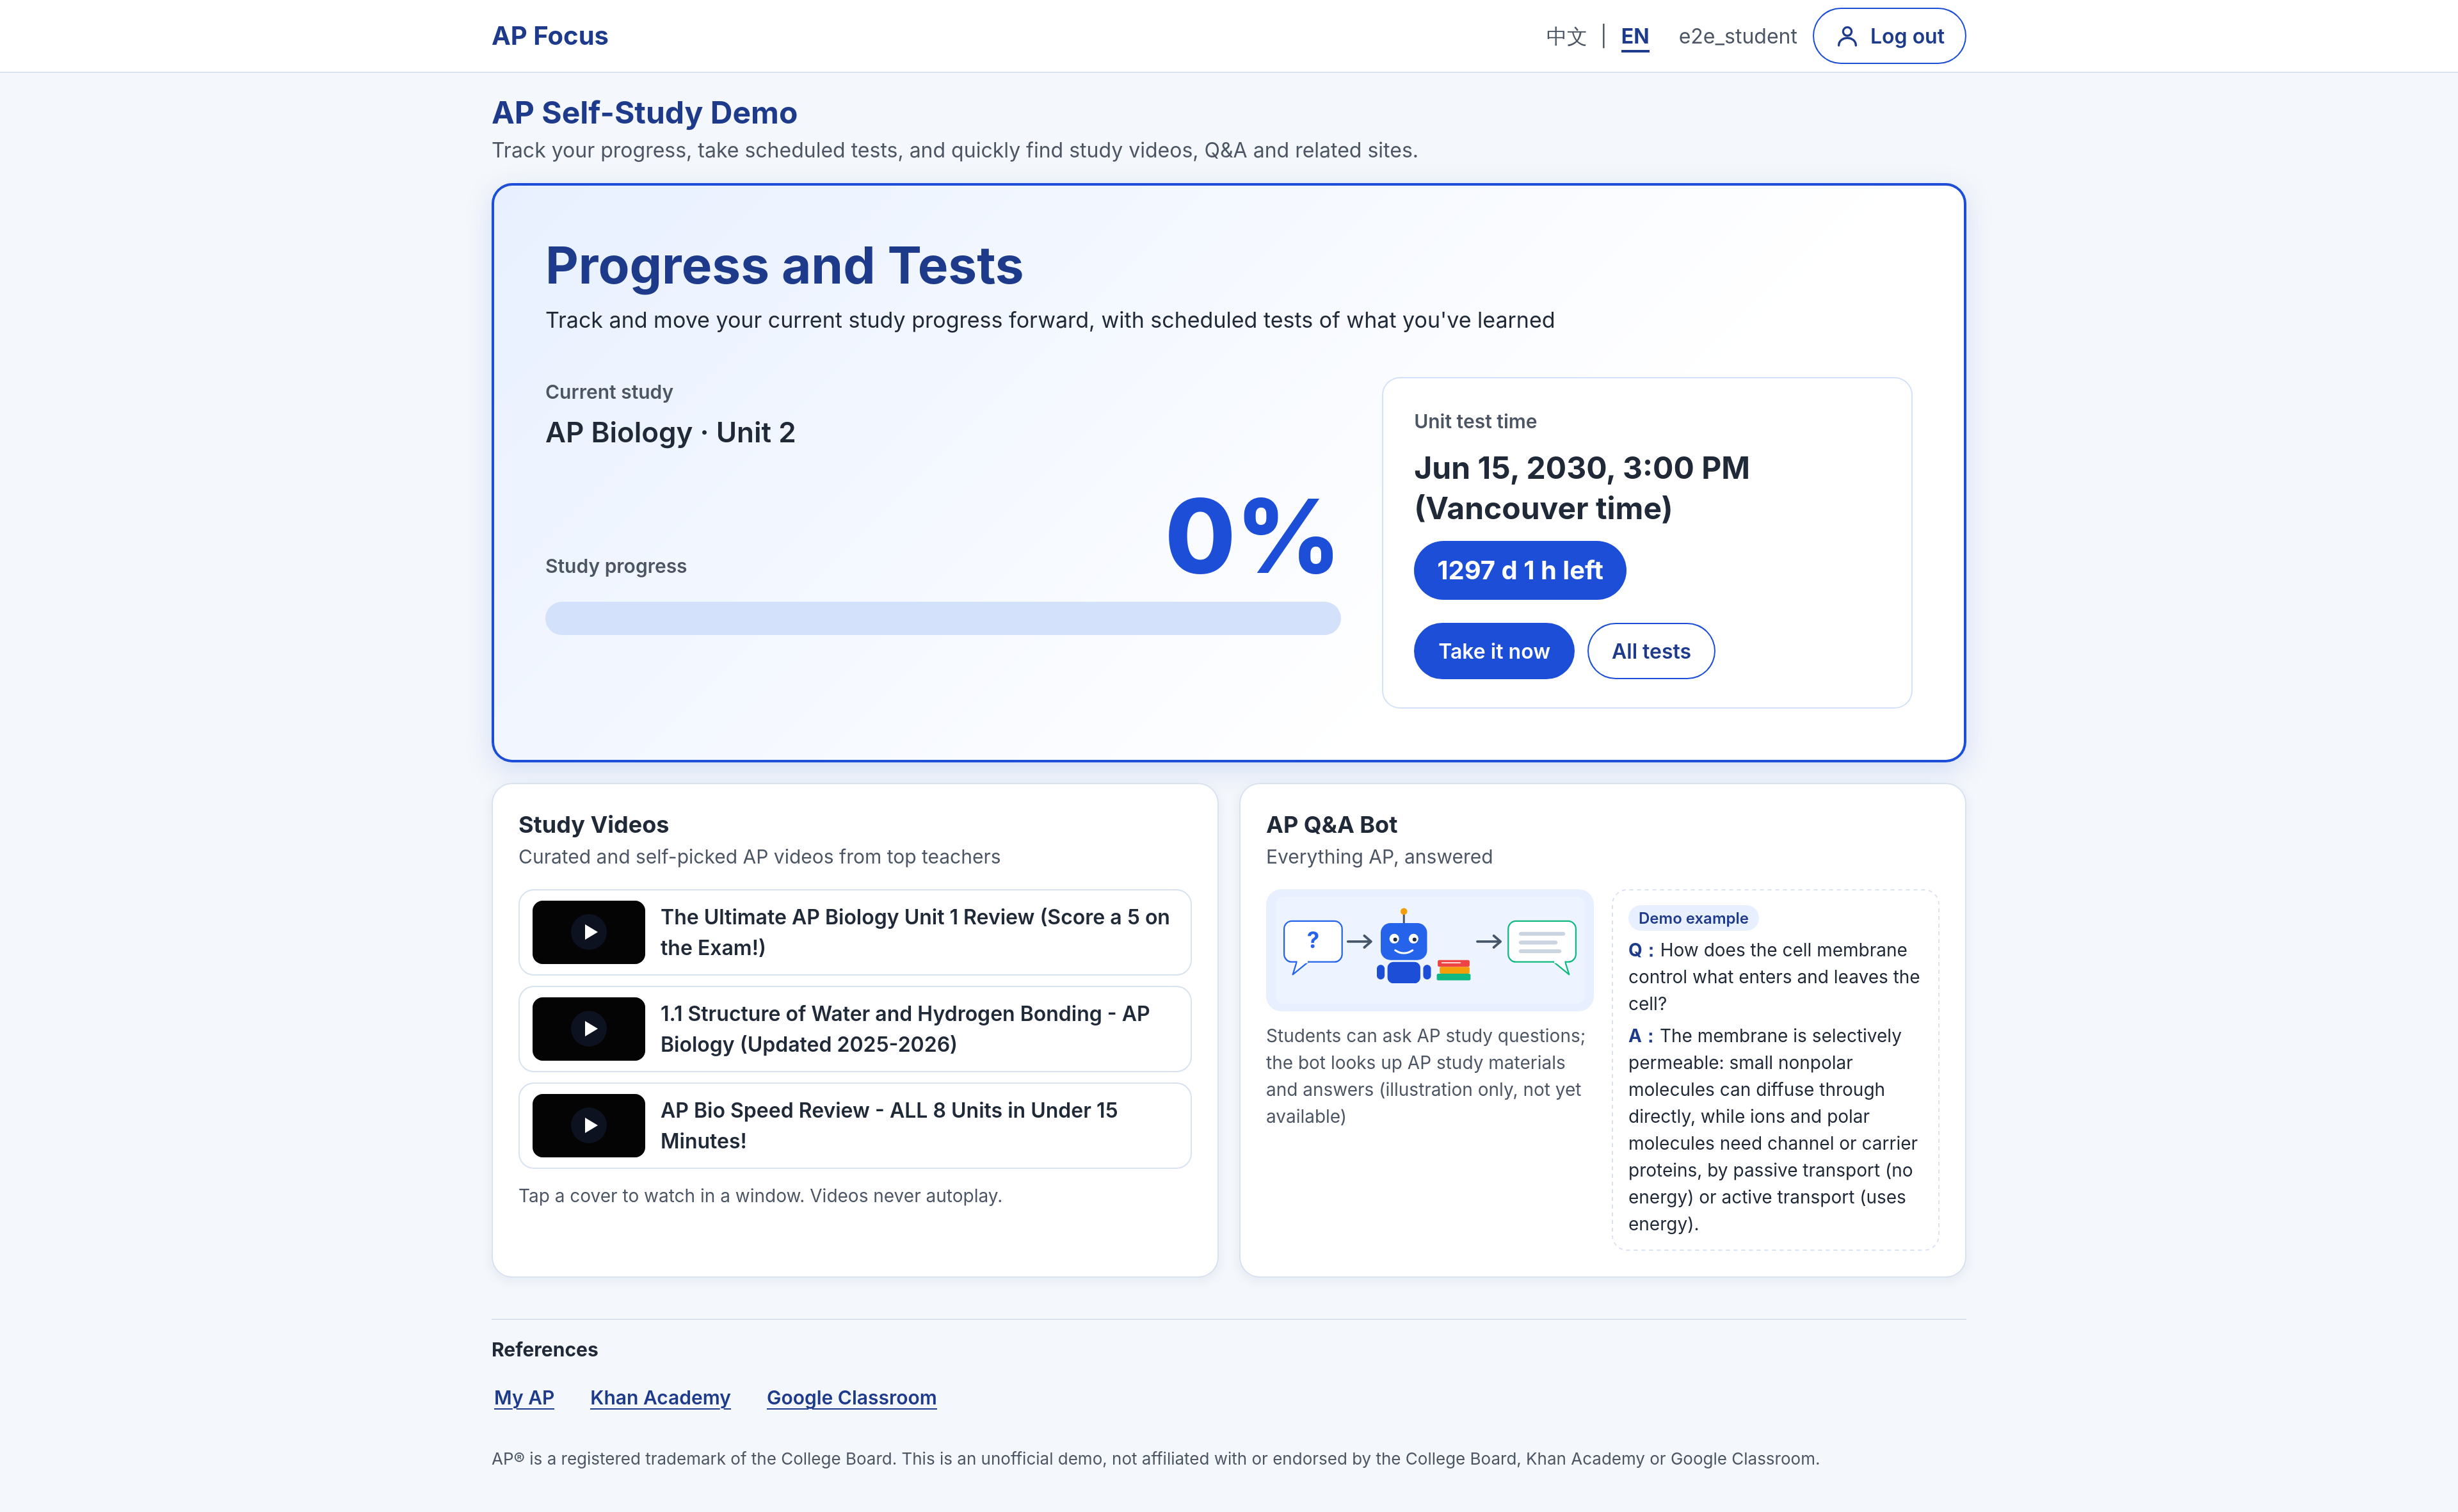 AP Focus
中文 | EN e2e_student Log out
AP Self-Study Demo
Track your progress, take scheduled tests, and quickly find study videos, Q&A and related sites.
Progress and Tests
Track and move your current study progress forward, with scheduled tests of what you've learned
Current study
AP Biology · Unit 2
Study progress
0%
Unit test time
Jun 15, 2030, 3:00 PM
(Vancouver time)
1297 d 1 h left
Take it now
All tests
Study Videos
Curated and self-picked AP videos from top teachers
The Ultimate AP Biology Unit 1 Review (Score a 5 on
the Exam!)
1.1 Structure of Water and Hydrogen Bonding - AP
Biology (Updated 2025-2026)
AP Bio Speed Review - ALL 8 Units in Under 15
Minutes!
Tap a cover to watch in a window. Videos never autoplay.
AP Q&A Bot
Everything AP, answered
?
Students can ask AP study questions;
the bot looks up AP study materials
and answers (illustration only, not yet
available)
Demo example
Q : How does the cell membrane
control what enters and leaves the
cell?
A : The membrane is selectively
permeable: small nonpolar
molecules can diffuse through
directly, while ions and polar
molecules need channel or carrier
proteins, by passive transport (no
energy) or active transport (uses
energy).
References
My AP
Khan Academy
Google Classroom
AP® is a registered trademark of the College Board. This is an unofficial demo, not affiliated with or endorsed by the College Board, Khan Academy or Google Classroom.